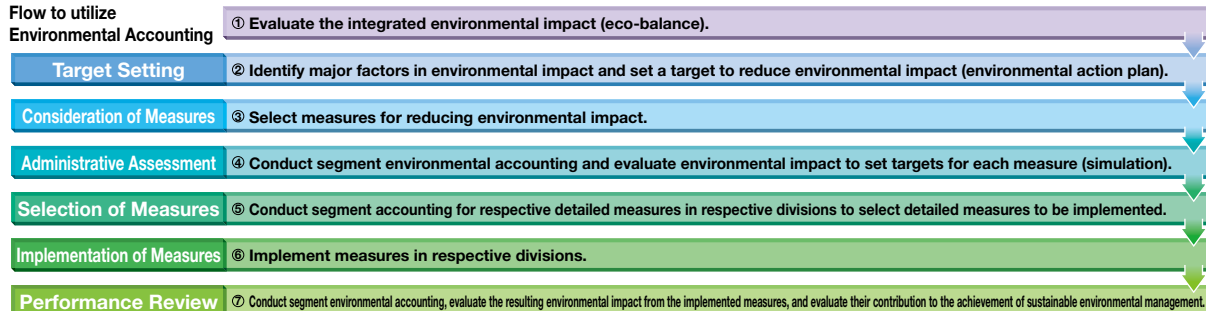 Flow to utilize
Environmental Accounting
① Evaluate the integrated environmental impact (eco-balance).
Target Setting
② Identify major factors in environmental impact and set a target to reduce environmental impact (environmental action plan).
Consideration of Measures
③ Select measures for reducing environmental impact.
Administrative Assessment
④ Conduct segment environmental accounting and evaluate environmental impact to set targets for each measure (simulation).
Selection of Measures
⑤ Conduct segment accounting for respective detailed measures in respective divisions to select detailed measures to be implemented.
Implementation of Measures
⑥ Implement measures in respective divisions.
Performance Review
⑦ Conduct segment environmental accounting, evaluate the resulting environmental impact from the implemented measures, and evaluate their contribution to the achievement of sustainable environmental management.